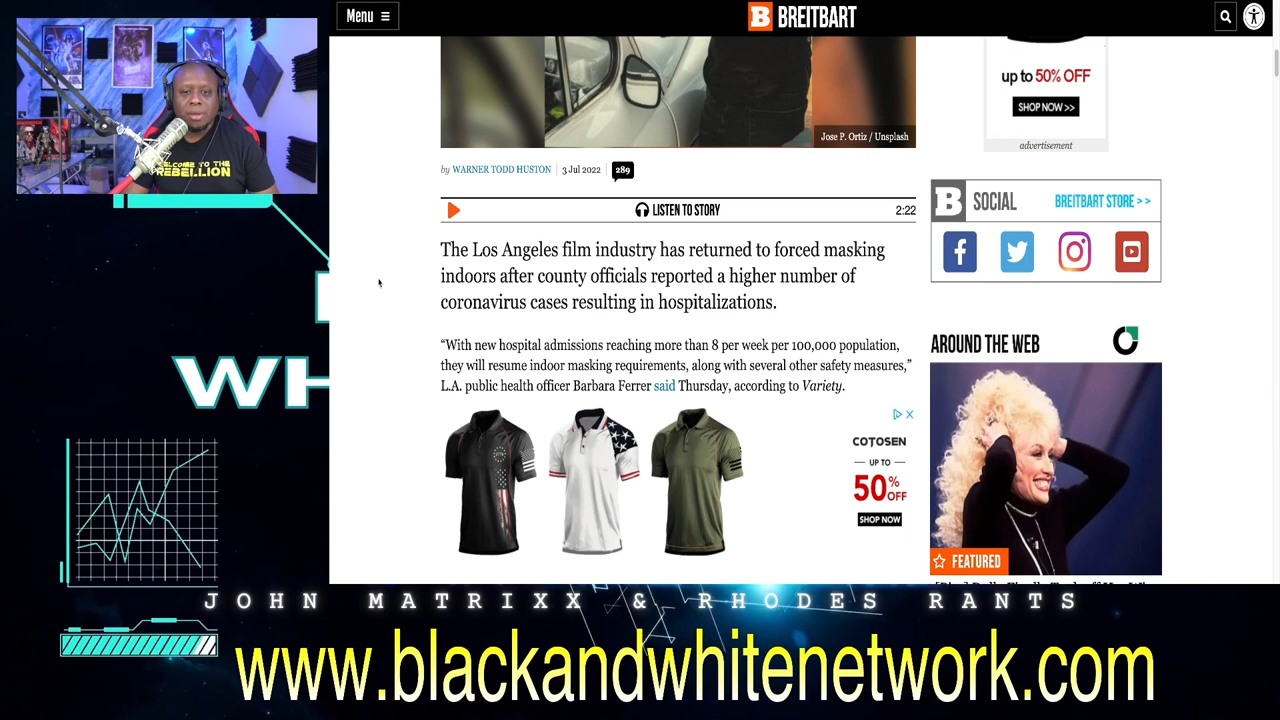 Menu
BREITBART
up to 50% OFF
SHOP NOW >>
advertisement
Jose P. Ortiz / Unsplash
by WARNER TODD HUSTON | 3 Jul 2022 | 289
LISTEN TO STORY
2:22
The Los Angeles film industry has returned to forced masking
indoors after county officials reported a higher number of
coronavirus cases resulting in hospitalizations.
“With new hospital admissions reaching more than 8 per week per 100,000 population,
they will resume indoor masking requirements, along with several other safety measures,”
L.A. public health officer Barbara Ferrer said Thursday, according to Variety.
COTOSEN
UP TO
50% OFF
SHOP NOW
B SOCIAL
BREITBART STORE > >
AROUND THE WEB
FEATURED
WELCOME TO THE
REBELLION
WH
JOHN MATRIXX & RHODES RANTS
www.blackandwhitenetwork.com